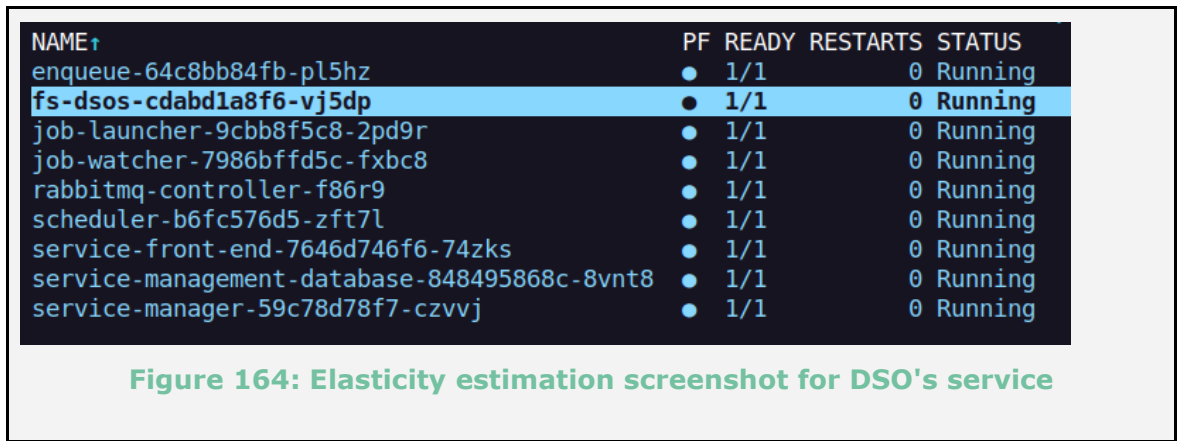 NAME↑ PF READY RESTARTS STATUS
enqueue-64c8bb84fb-pl5hz ● 1/1 0 Running
fs-dsos-cdabd1a8f6-vj5dp ● 1/1 0 Running
job-launcher-9cbb8f5c8-2pd9r ● 1/1 0 Running
job-watcher-7986bffd5c-fxbc8 ● 1/1 0 Running
rabbitmq-controller-f86r9 ● 1/1 0 Running
scheduler-b6fc576d5-zft7l ● 1/1 0 Running
service-front-end-7646d746f6-74zks ● 1/1 0 Running
service-management-database-848495868c-8vnt8 ● 1/1 0 Running
service-manager-59c78d78f7-czvvj ● 1/1 0 Running
Figure 164: Elasticity estimation screenshot for DSO's service